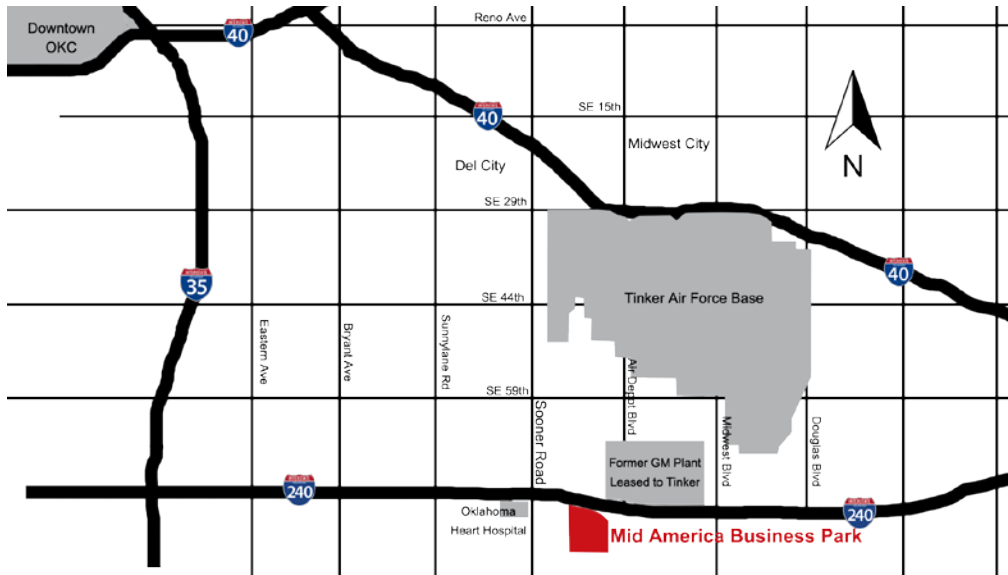 Downtown
OKC
40
Reno Ave
40
SE 15th
Midwest City
Del City
N
SE 29th
35
40
Tinker Air Force Base
SE 44th
Eastern Ave
Bryant Ave
Sunnylane Rd
SE 59th
Sooner Road
Air Depot Blvd
Midwest Blvd
Douglas Blvd
Former GM Plant
Leased to Tinker
240
240
Oklahoma
Heart Hospital
Mid America Business Park